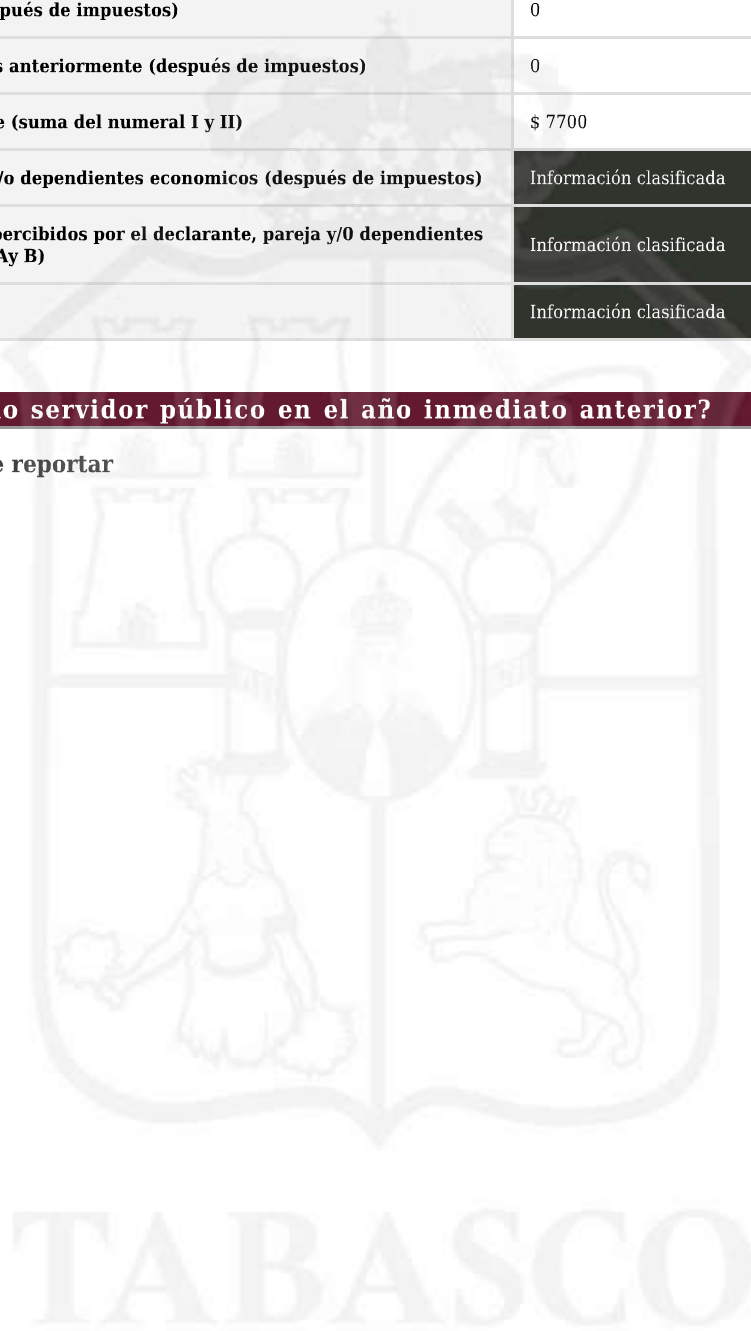 pués de impuestos)
0
s anteriormente (después de impuestos)
0
e (suma del numeral I y II)
$ 7700
/o dependientes economicos (después de impuestos)
Información clasificada
percibidos por el declarante, pareja y/0 dependientes
Ay B)
Información clasificada
Información clasificada
o servidor público en el año inmediato anterior?
e reportar
TABASCO